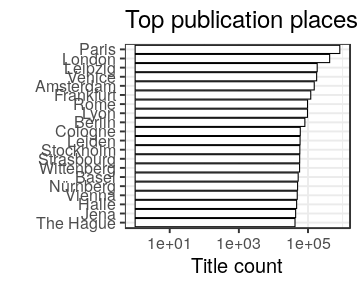 Top publication places
Paris
London
Leipzig
Venice
Amsterdam
Frankfurt
Rome
Lyon
Berlin
Cologne
Leiden
Stockholm
Strasbourg
Wittenberg
Basel
Nürnberg
Vienna
Halle
Jena
The Hague
1e+01 1e+03 1e+05
Title count